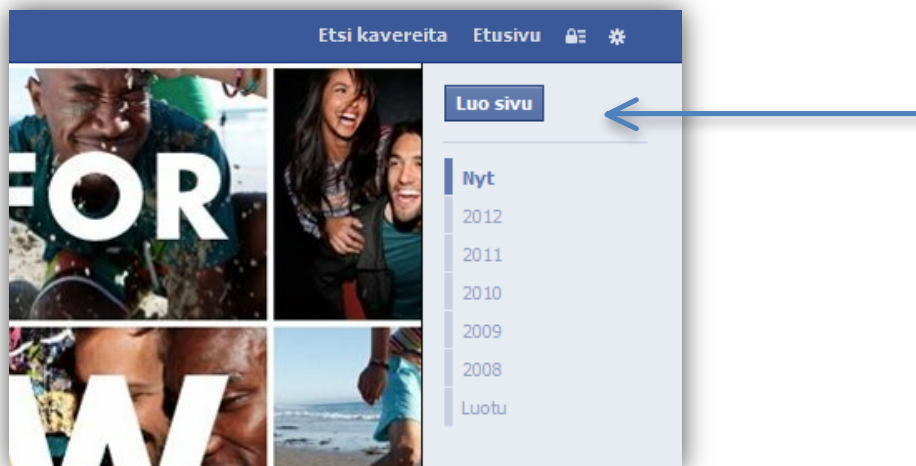 Etsi kavereita Etusivu
Luo sivu
FOR
Nyt
2012
2011
2010
2009
2008
Luotu
W